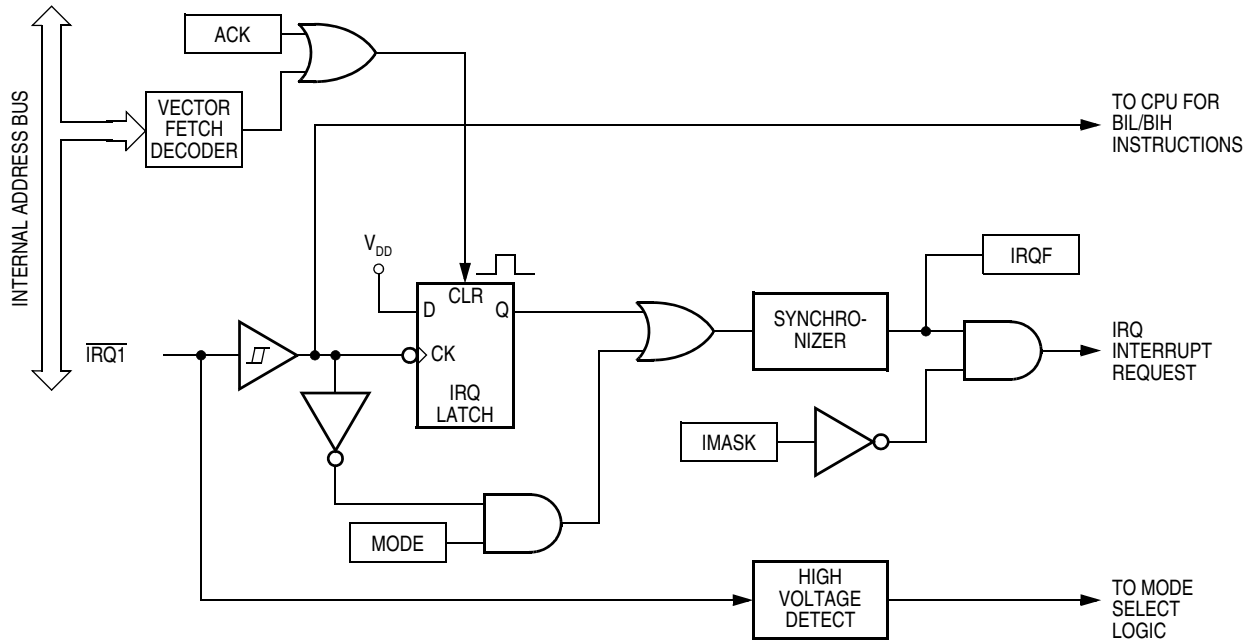 INTERNAL ADDRESS BUS
ACK
VECTOR
FETCH
DECODER
TO CPU FOR
BIL/BIH
INSTRUCTIONS
VDD
D
CLR
Q
CK
IRQ
LATCH
IRQ1
SYNCHRO-
NIZER
IRQF
IRQ
INTERRUPT
REQUEST
IMASK
MODE
HIGH
VOLTAGE
DETECT
TO MODE
SELECT
LOGIC